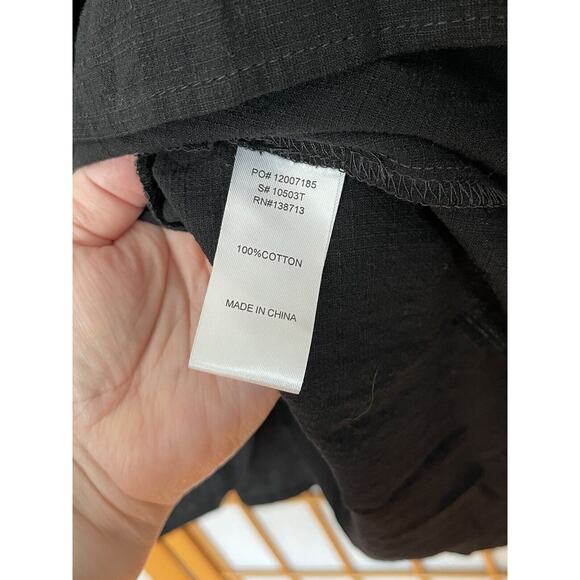 PO# 12007185
S# 10503T
RN#138713
100%COTTON
MADE IN CHINA